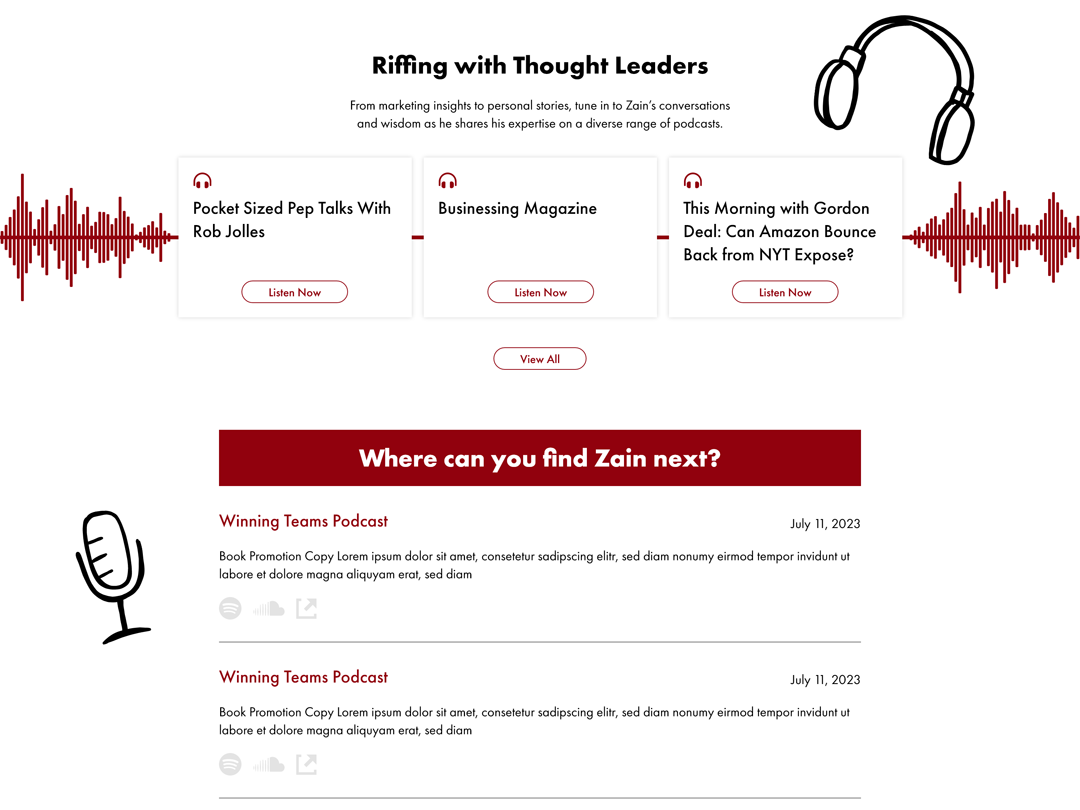 Riffing with Thought Leaders
From marketing insights to personal stories, tune in to Zain’s conversations
and wisdom as he shares his expertise on a diverse range of podcasts.
Pocket Sized Pep Talks With
Rob Jolles
Listen Now
Businessing Magazine
Listen Now
This Morning with Gordon
Deal: Can Amazon Bounce
Back from NYT Expose?
Listen Now
View All
Where can you find Zain next?
Winning Teams Podcast
July 11, 2023
Book Promotion Copy Lorem ipsum dolor sit amet, consetetur sadipscing elitr, sed diam nonumy eirmod tempor invidunt ut
labore et dolore magna aliquyam erat, sed diam
Winning Teams Podcast
July 11, 2023
Book Promotion Copy Lorem ipsum dolor sit amet, consetetur sadipscing elitr, sed diam nonumy eirmod tempor invidunt ut
labore et dolore magna aliquyam erat, sed diam